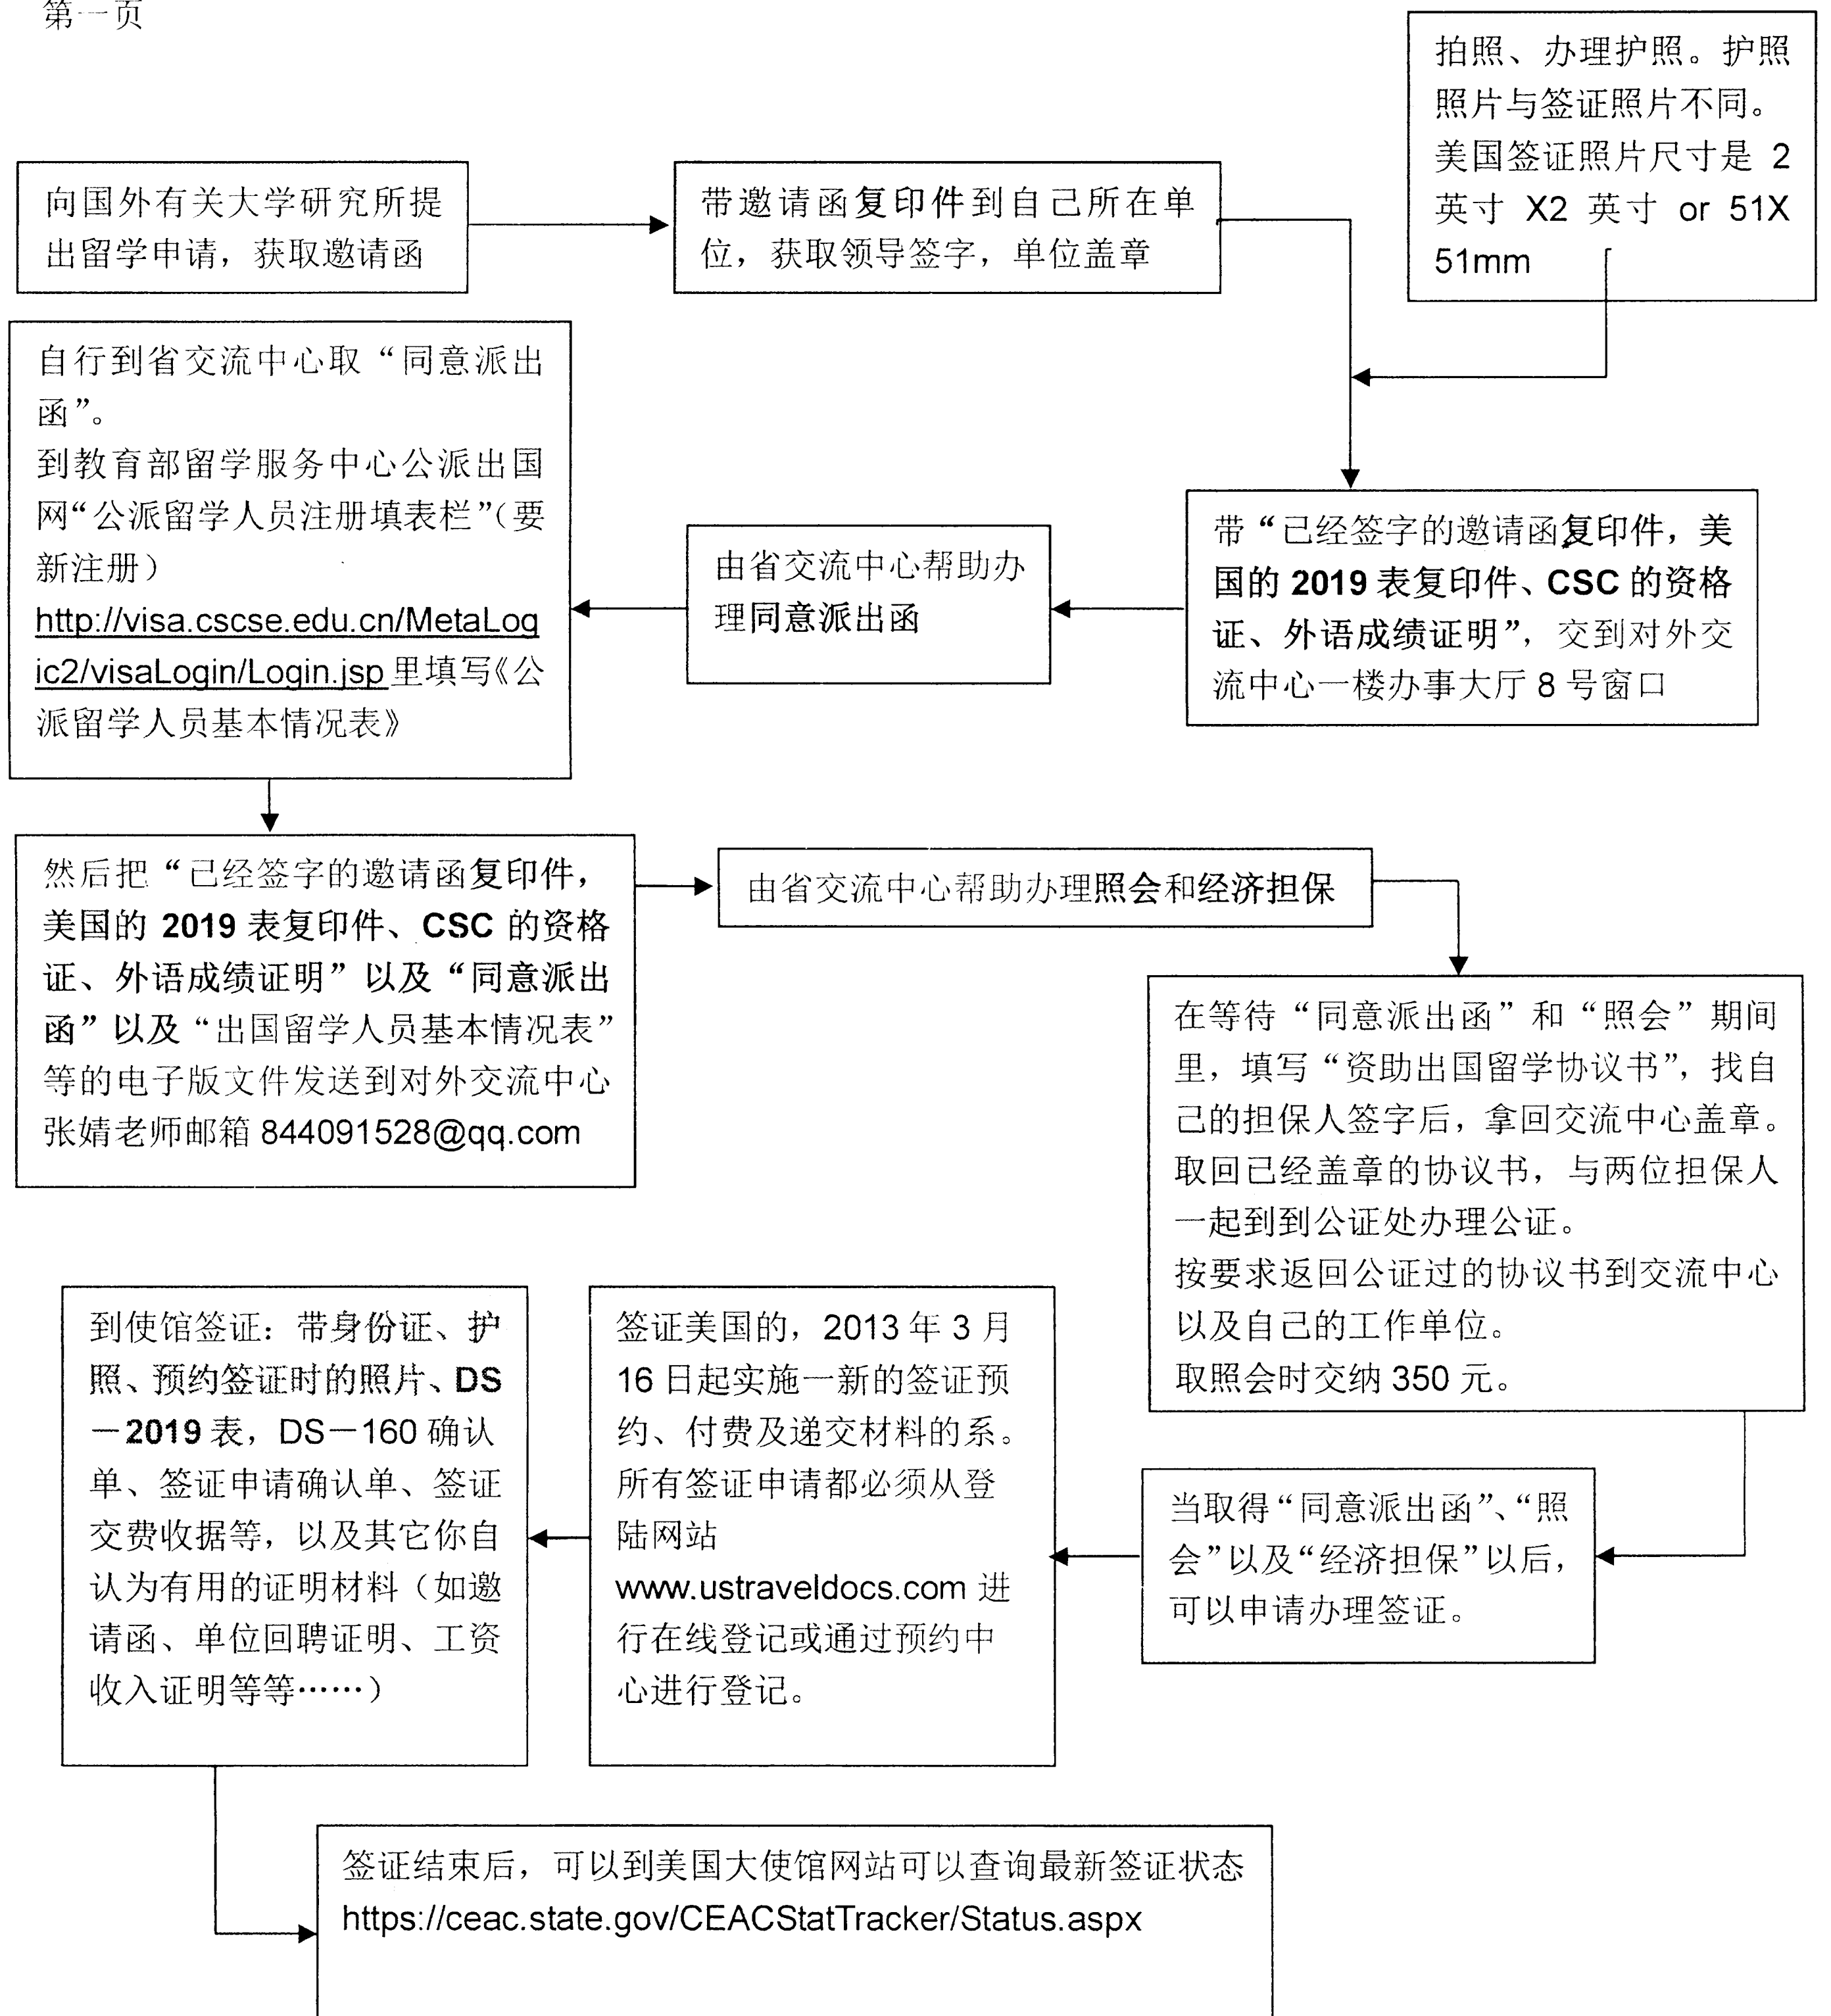 第一页
向国外有关大学研究所提
出留学申请，获取邀请函
带邀请函复印件到自己所在单
位，获取领导签字，单位盖章
拍照、办理护照。护照
照片与签证照片不同。
美国签证照片尺寸是 2
英寸 X2 英寸 or 51X
51mm
带“已经签字的邀请函复印件，美
国的 2019 表复印件、CSC 的资格
证、外语成绩证明”，交到对外交
流中心一楼办事大厅 8 号窗口
由省交流中心帮助办
理同意派出函
自行到省交流中心取“同意派出
函”。
到教育部留学服务中心公派出国
网“公派留学人员注册填表栏”（要
新注册）
http://visa.cscse.edu.cn/MetaLog
ic2/visaLogin/Login.jsp 里填写《公
派留学人员基本情况表》
然后把“已经签字的邀请函复印件，
美国的 2019 表复印件、CSC 的资格
证、外语成绩证明”以及“同意派出
函”以及“出国留学人员基本情况表”
等的电子版文件发送到对外交流中心
张婧老师邮箱 844091528@qq.com
由省交流中心帮助办理照会和经济担保
在等待“同意派出函”和“照会”期间
里，填写“资助出国留学协议书”，找自
己的担保人签字后，拿回交流中心盖章。
取回已经盖章的协议书，与两位担保人
一起到到公证处办理公证。
按要求返回公证过的协议书到交流中心
以及自己的工作单位。
取照会时交纳 350 元。
当取得“同意派出函”、“照
会”以及“经济担保”以后，
可以申请办理签证。
签证美国的，2013 年 3 月
16 日起实施一新的签证预
约、付费及递交材料的系。
所有签证申请都必须从登
陆网站
www.ustraveldocs.com 进
行在线登记或通过预约中
心进行登记。
到使馆签证：带身份证、护
照、预约签证时的照片、DS
－2019 表，DS－160 确认
单、签证申请确认单、签证
交费收据等，以及其它你自
认为有用的证明材料（如邀
请函、单位回聘证明、工资
收入证明等等……）
签证结束后，可以到美国大使馆网站可以查询最新签证状态
https://ceac.state.gov/CEACStatTracker/Status.aspx